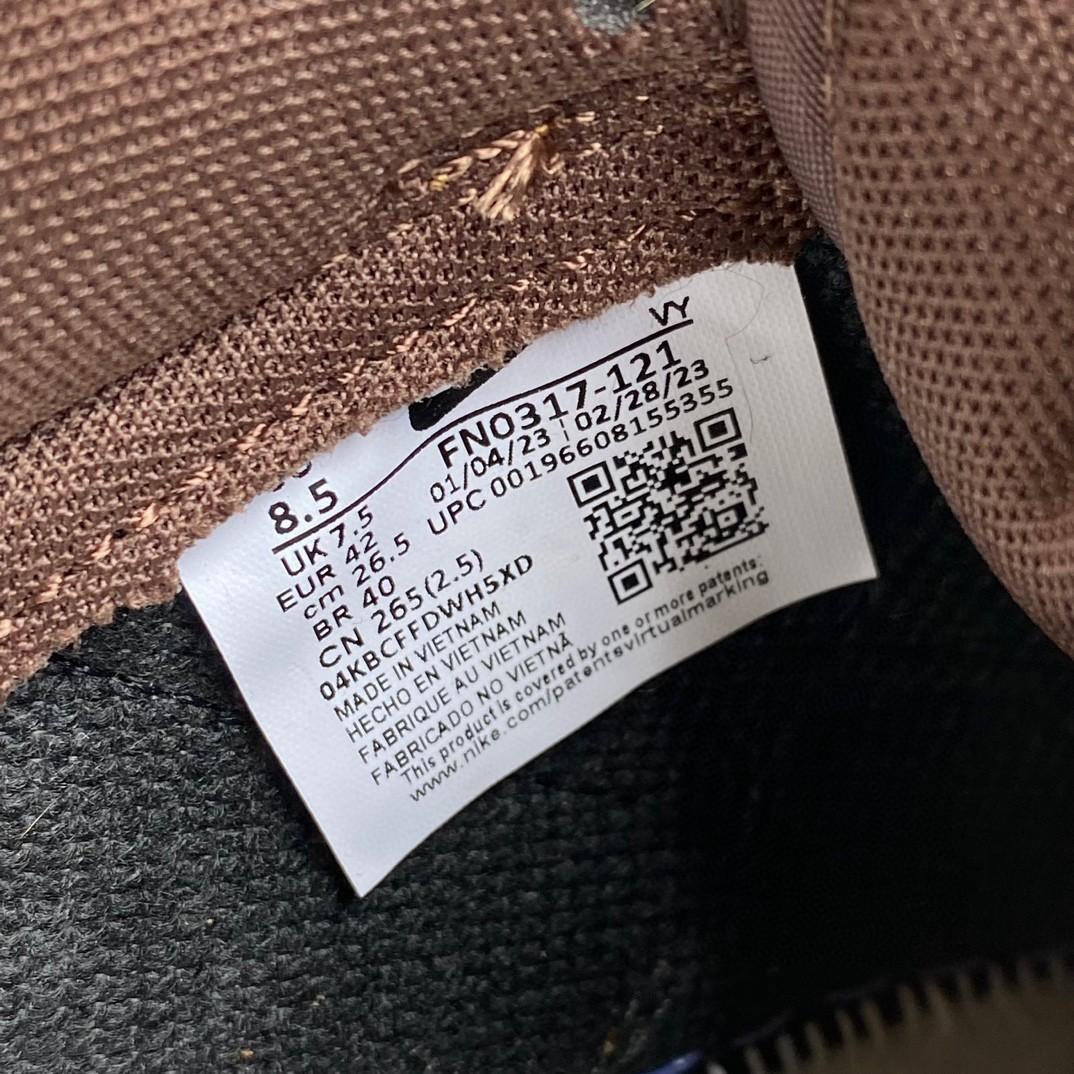 VY
FN0317-121
01/04/23 | 02/28/23
UPC 00196608155355
8.5
UK 7.5
EUR 42
cm 26.5
BR 40
CN 265(2.5)
04KBCFFDWH5XD
MADE IN VIETNAM
HECHO EN VIETNAM
FABRIQUE AU VIETNAM
FABRICADO NO VIETNÃ
This product is covered by one or more patents:
www.nike.com/patentsvirtualmarking